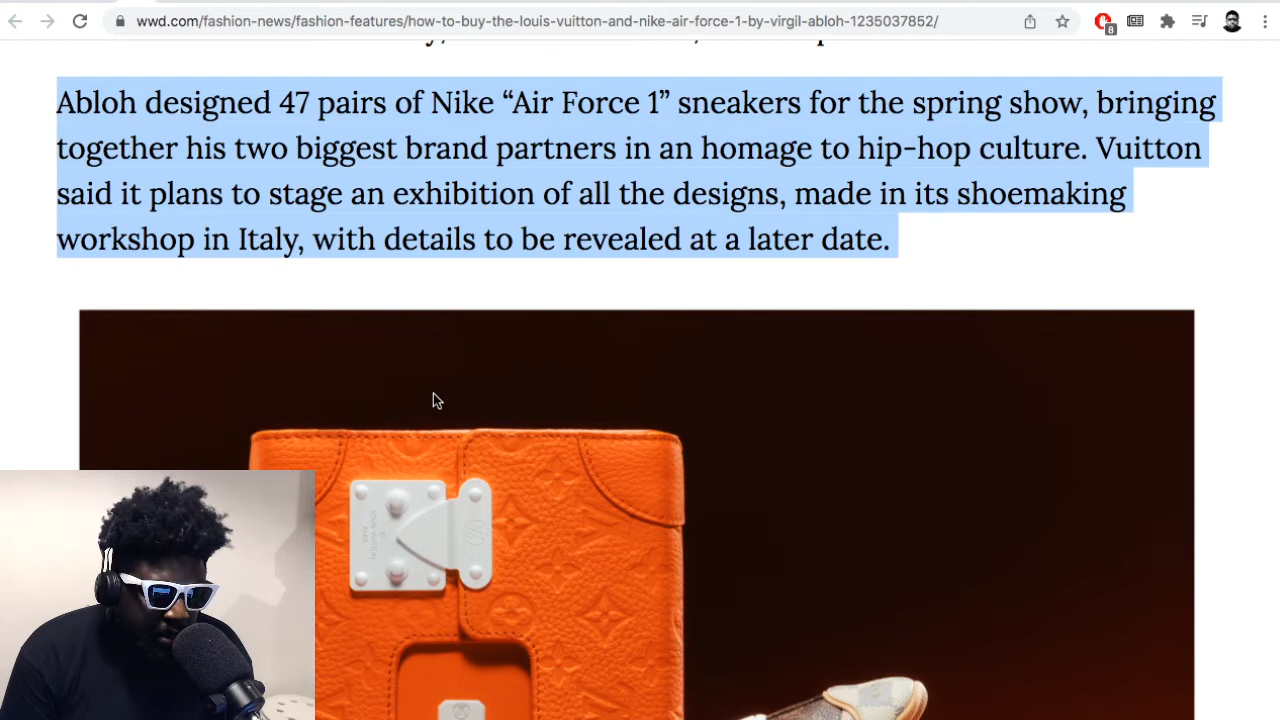 wwd.com/fashion-news/fashion-features/how-to-buy-the-louis-vuitton-and-nike-air-force-1-by-virgil-abloh-1235037852/
8
Abloh designed 47 pairs of Nike “Air Force 1” sneakers for the spring show, bringing
together his two biggest brand partners in an homage to hip-hop culture. Vuitton
said it plans to stage an exhibition of all the designs, made in its shoemaking
workshop in Italy, with details to be revealed at a later date.